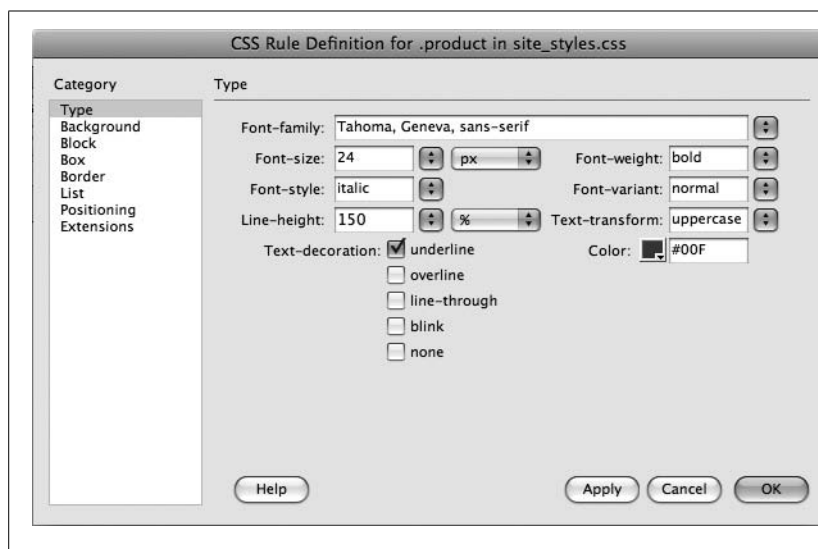 CSS Rule Definition for .product in site_styles.css
Category
Type
Type
Background
Block
Box
Border
List
Positioning
Extensions
Font-family: Tahoma, Geneva, sans-serif
Font-size: 24 px Font-weight: bold
Font-style: italic Font-variant: normal
Line-height: 150 % Text-transform: uppercase
Text-decoration: underline Color: #00F
overline
line-through
blink
none
Help Apply Cancel OK